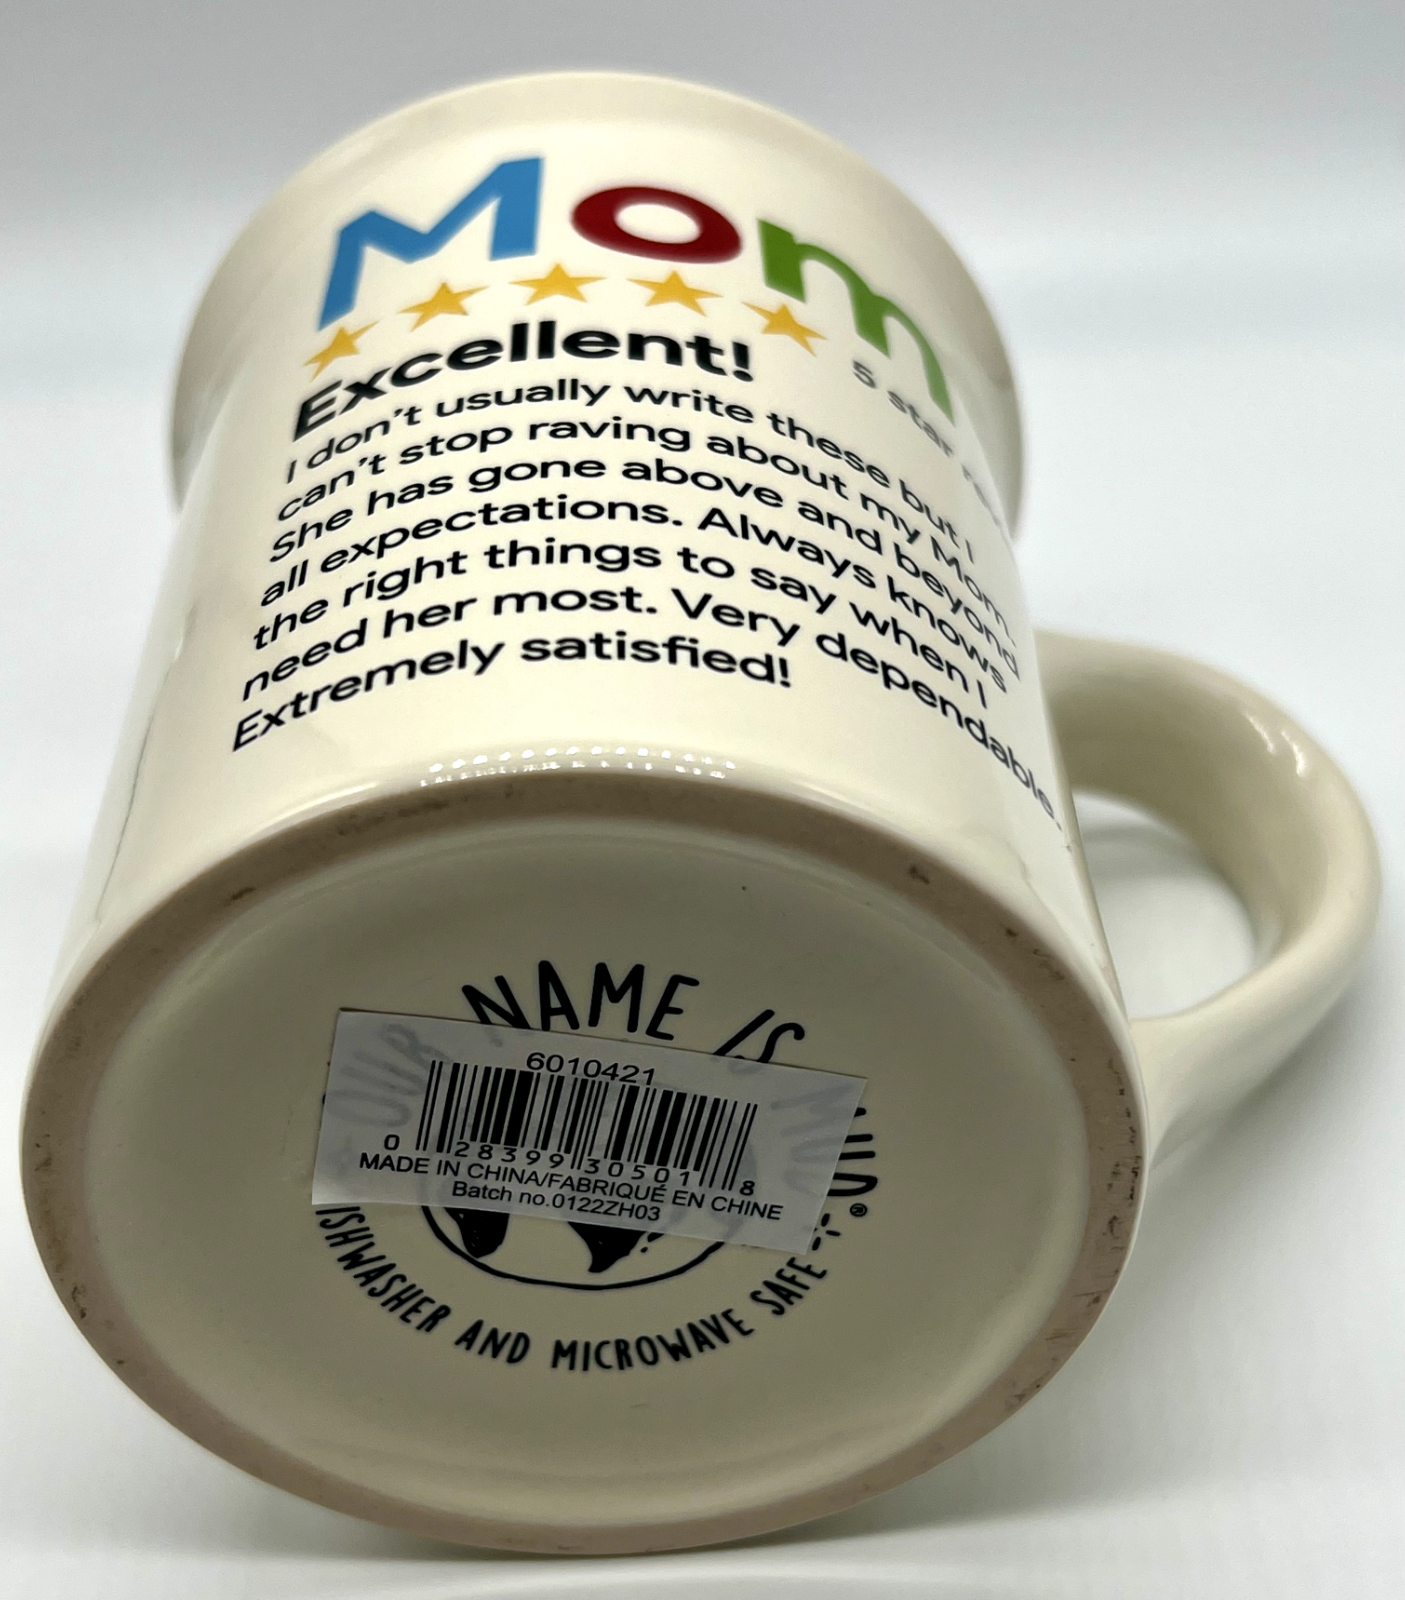 Mom
5 star
Excellent!
I don't usually write these but I
can't stop raving about my Mom.
She has gone above and beyond
all expectations. Always knows
the right things to say when I
need her most. Very dependable.
Extremely satisfied!
OUR NAME IS MUD®
6010421
0 28399 30501 8
MADE IN CHINA/FABRIQUÉ EN CHINE
Batch no.0122ZH03
ISHWASHER AND MICROWAVE SAFE